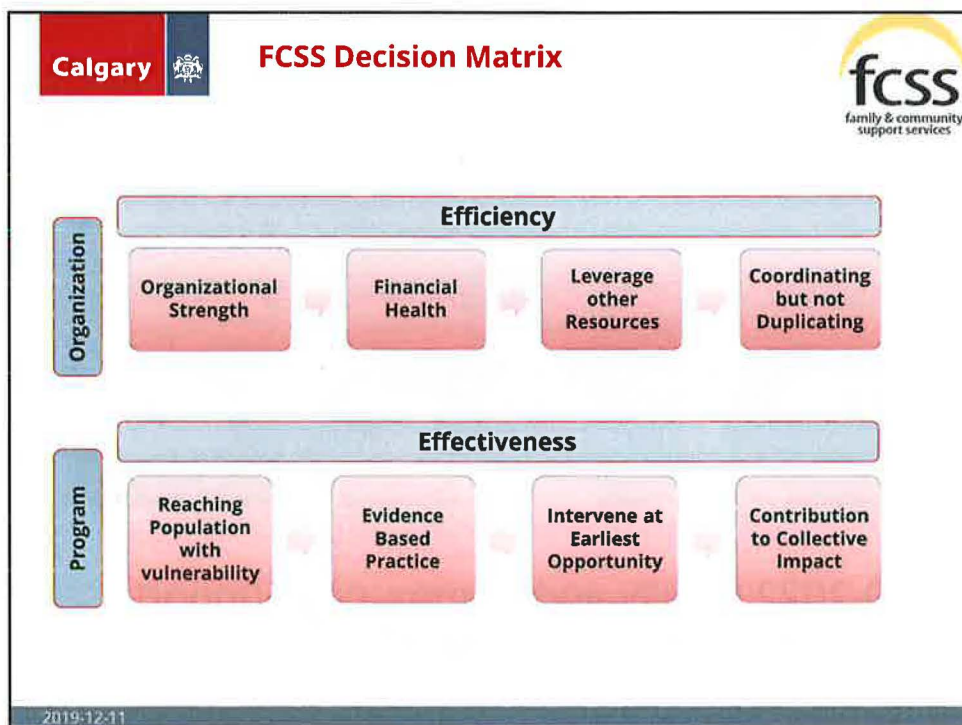 Calgary
FCSS Decision Matrix
fcss
family & community
support services
Efficiency
Organization
Organizational
Strength
Financial
Health
Leverage
other
Resources
Coordinating
but not
Duplicating
Effectiveness
Program
Reaching
Population
with
vulnerability
Evidence
Based
Practice
Intervene at
Earliest
Opportunity
Contribution
to Collective
Impact
2019-12-11